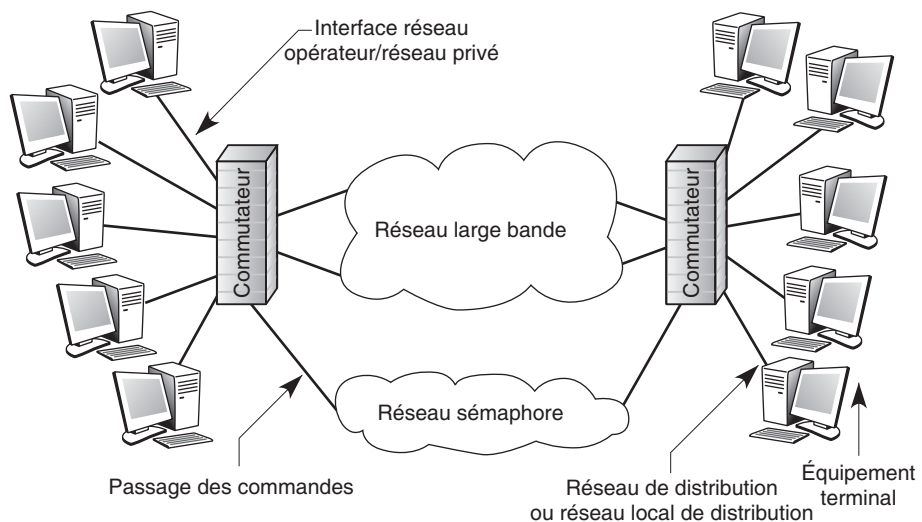 Interface réseau
opérateur/réseau privé
Commutateur
Réseau large bande
Commutateur
Réseau sémaphore
Passage des commandes
Réseau de distribution
ou réseau local de distribution
Équipement
terminal